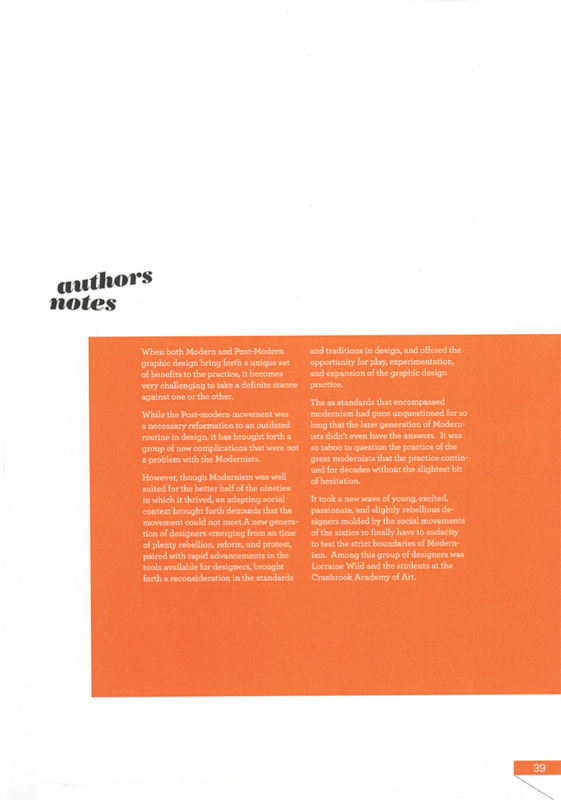 authors
notes
When both Modern and Post-Modern
graphic design bring forth a unique set
of benefits to the practice, it becomes
very challenging to take a definite stance
against one or the other.
While the Post-modern movement was
a necessary reformation to an outdated
routine in design, it has brought forth a
group of new complications that were not
a problem with the Modernists.
However, though Modernism was well
suited for the better half of the nineties
in which it thrived, an adapting social
context brought forth demands that the
movement could not meet.A new genera-
tion of designers emerging from an time
of plenty rebellion, reform, and protest,
paired with rapid advancements in the
tools available for designers, brought
forth a reconsideration in the standards
and traditions in design, and offered the
opportunity for play, experimentation,
and expansion of the graphic design
practice.
The as standards that encompassed
modernism had gone unquestioned for so
long that the later generation of Modern-
ists didn't even have the answers.  It was
so taboo to question the practice of the
great modernists that the practice contin-
ued for decades without the slightest bit
of hesitation.
It took a new wave of young, excited,
passionate, and slightly rebellious de-
signers molded by the social movements
of the sixties to finally have to audacity
to test the strict boundaries of Modern-
ism.  Among this group of designers was
Lorraine Wild and the students at the
Cranbrook Academy of Art.
39